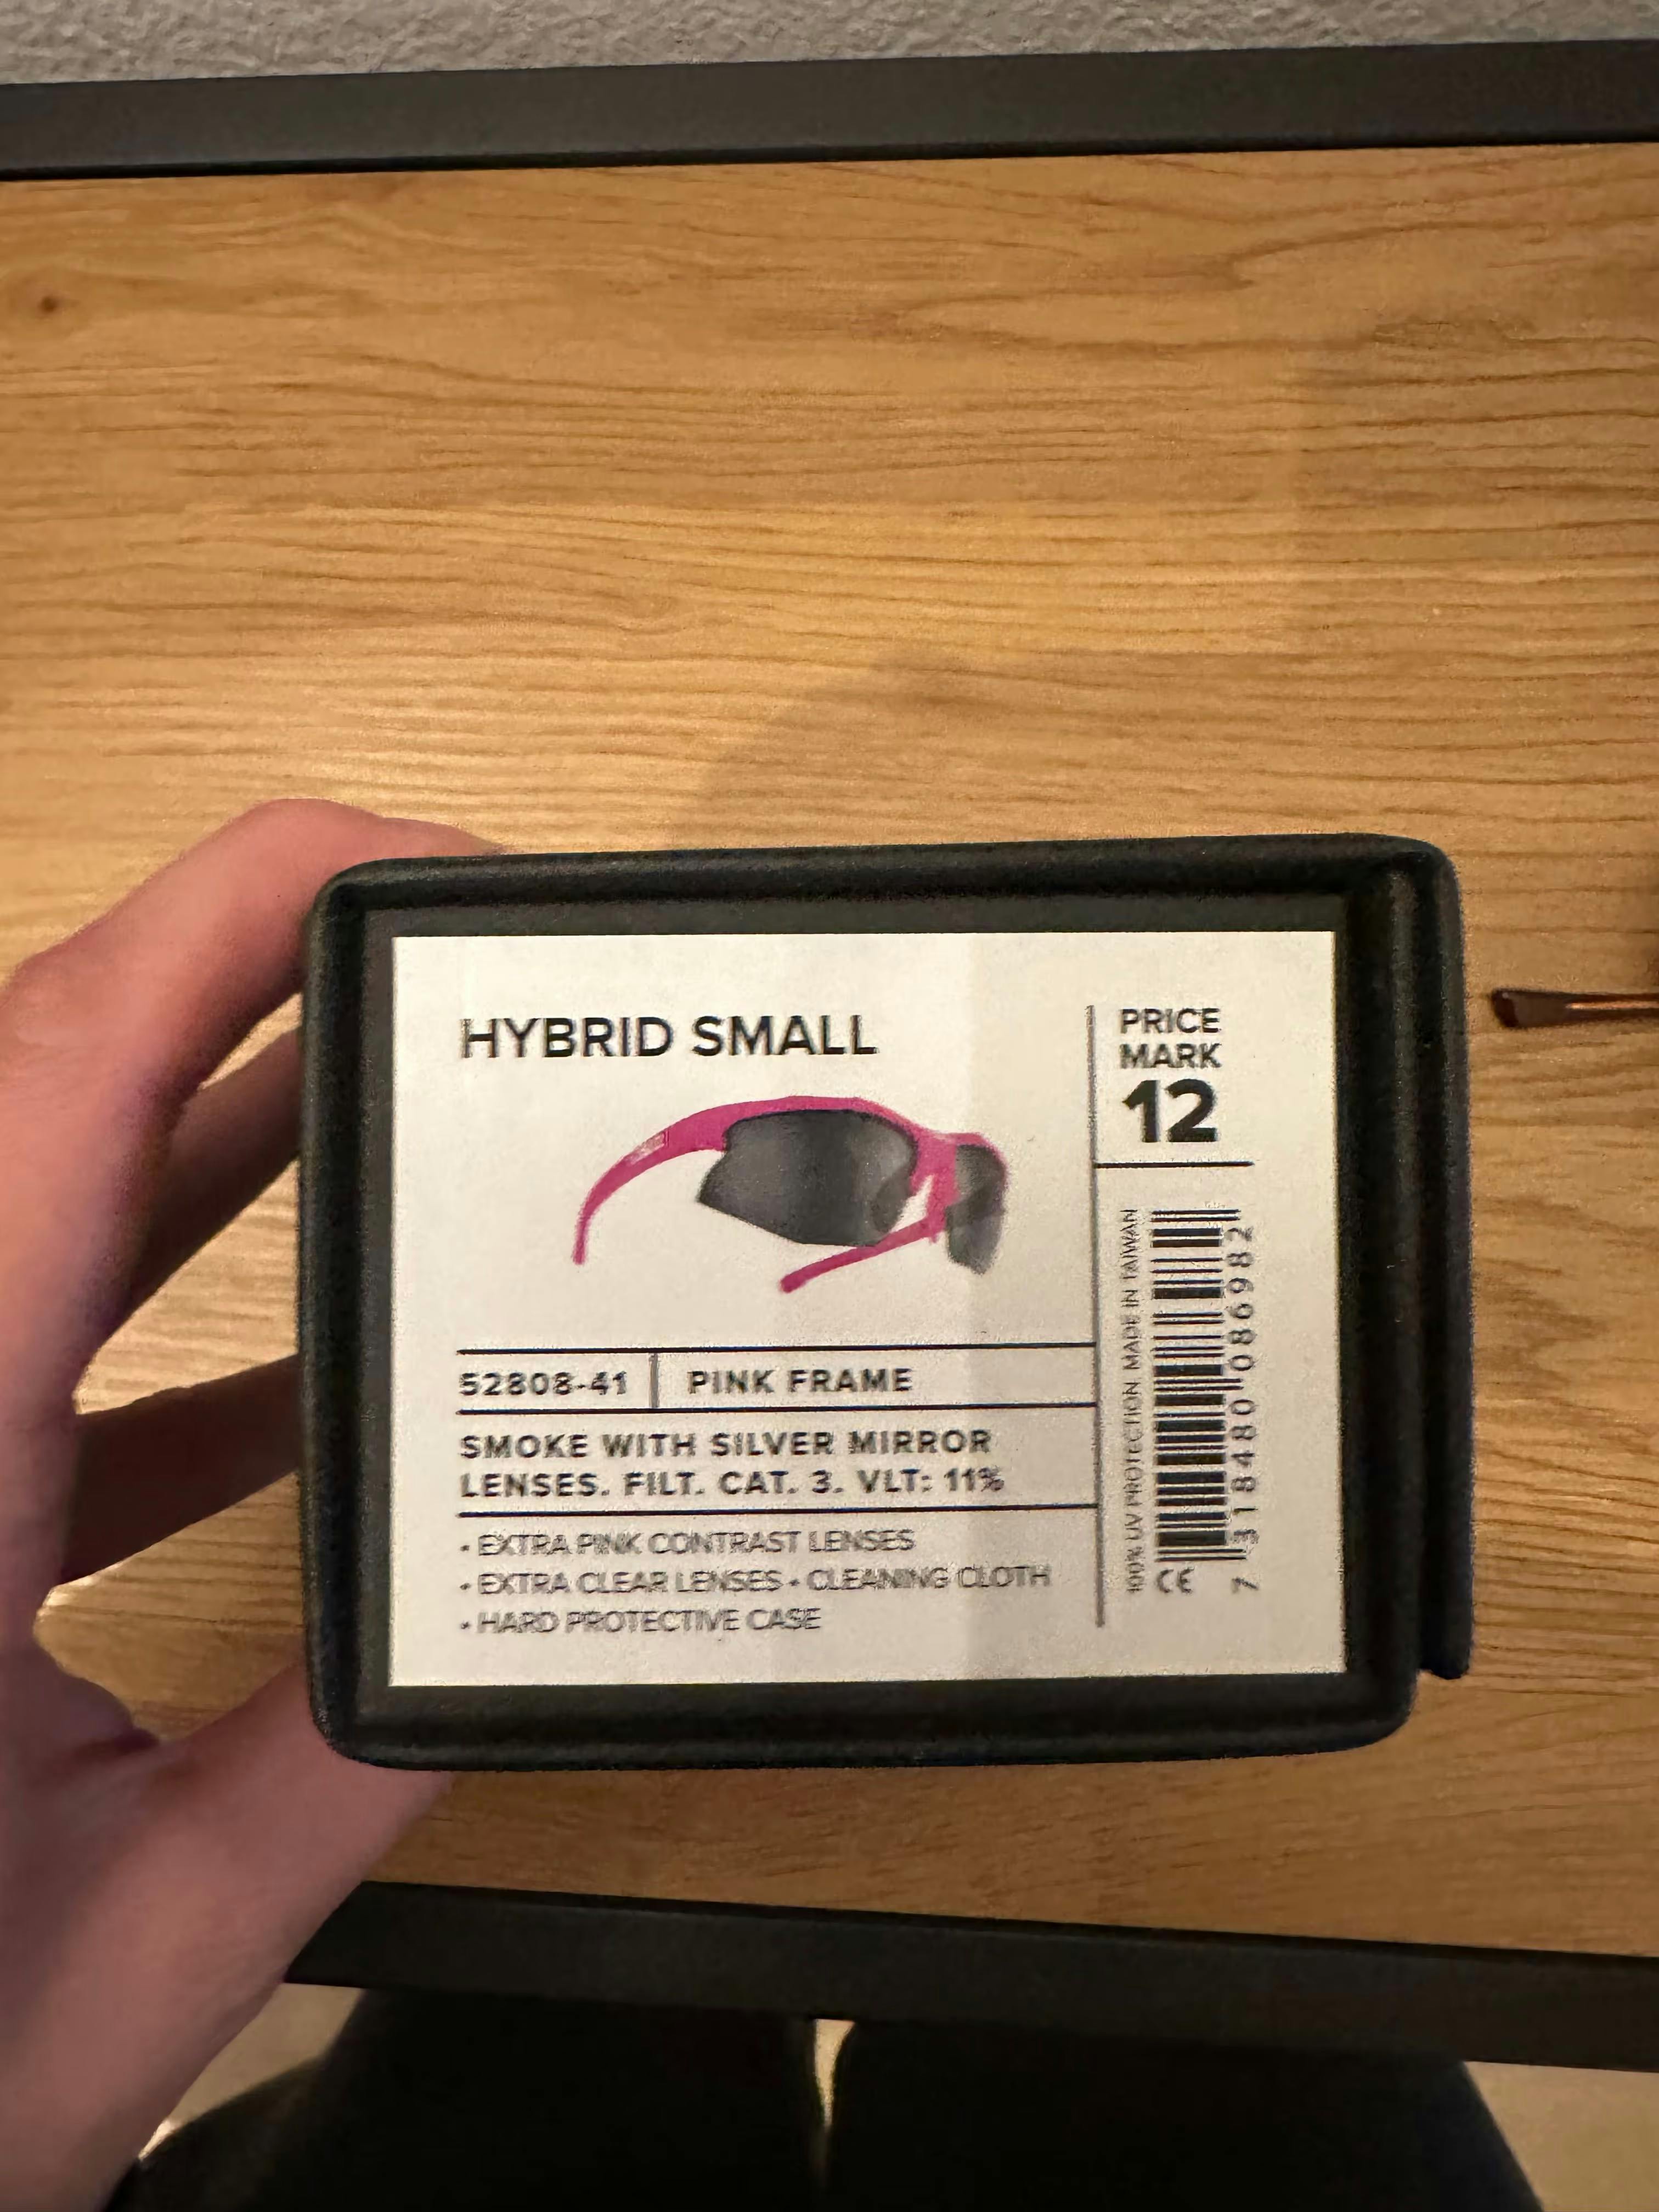 HYBRID SMALL
52808-41
PINK FRAME
SMOKE WITH SILVER MIRROR
LENSES. FILT. CAT. 3. VLT: 11%
• EXTRA PINK CONTRAST LENSES
• EXTRA CLEAR LENSES • CLEANING CLOTH
• HARD PROTECTIVE CASE
PRICE
MARK
12
100% UV PROTECTION MADE IN TAIWAN
CE
7 318480 086982